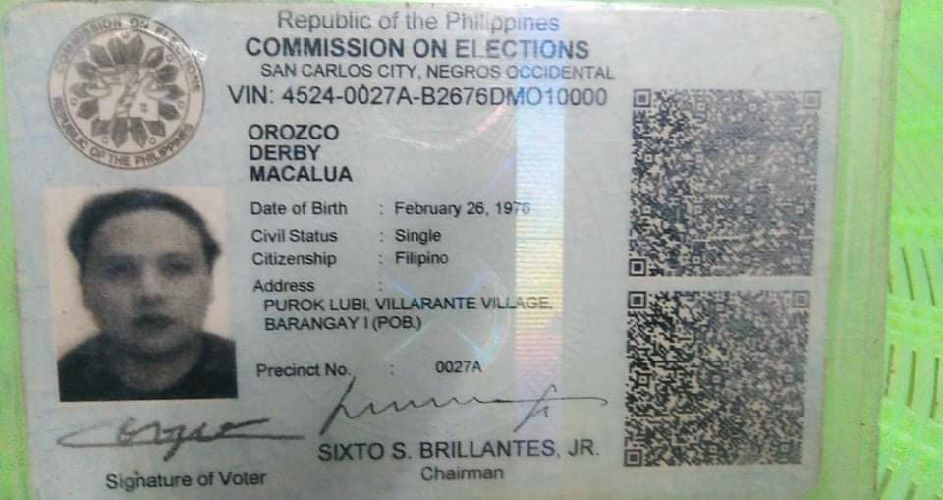 COMMISSION ON ELECTIONS
REPUBLIC OF THE PHILIPPINES
Republic of the Philippines
COMMISSION ON ELECTIONS
SAN CARLOS CITY, NEGROS OCCIDENTAL
VIN: 4524-0027A-B2676DMO10000
OROZCO
DERBY
MACALUA
Date of Birth : February 26, 1976
Civil Status : Single
Citizenship : Filipino
Address :
PUROK LUBI, VILLARANTE VILLAGE,
BARANGAY I (POB.)
Precinct No. : 0027A
SIXTO S. BRILLANTES, JR.
Chairman
Signature of Voter